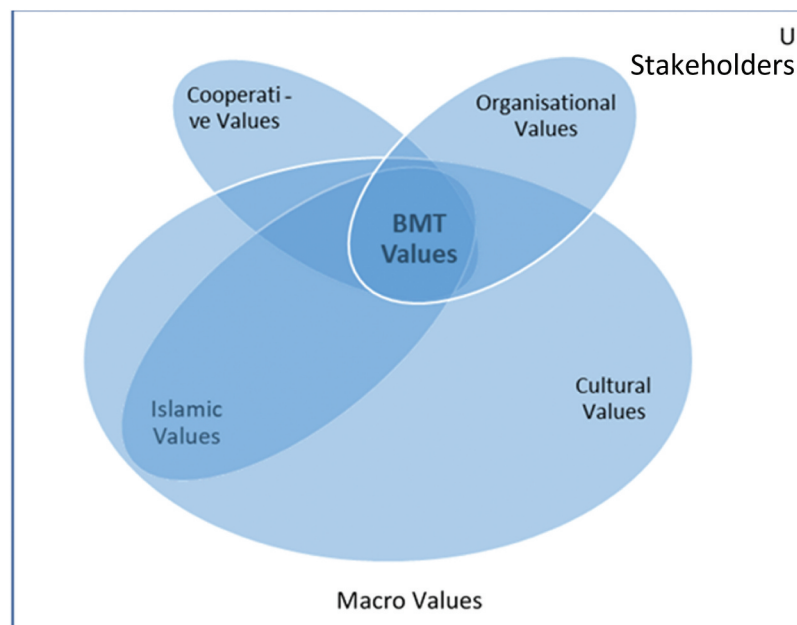 U
Stakeholders
Cooperati -
ve Values
Organisational
Values
BMT
Values
Islamic
Values
Cultural
Values
Macro Values